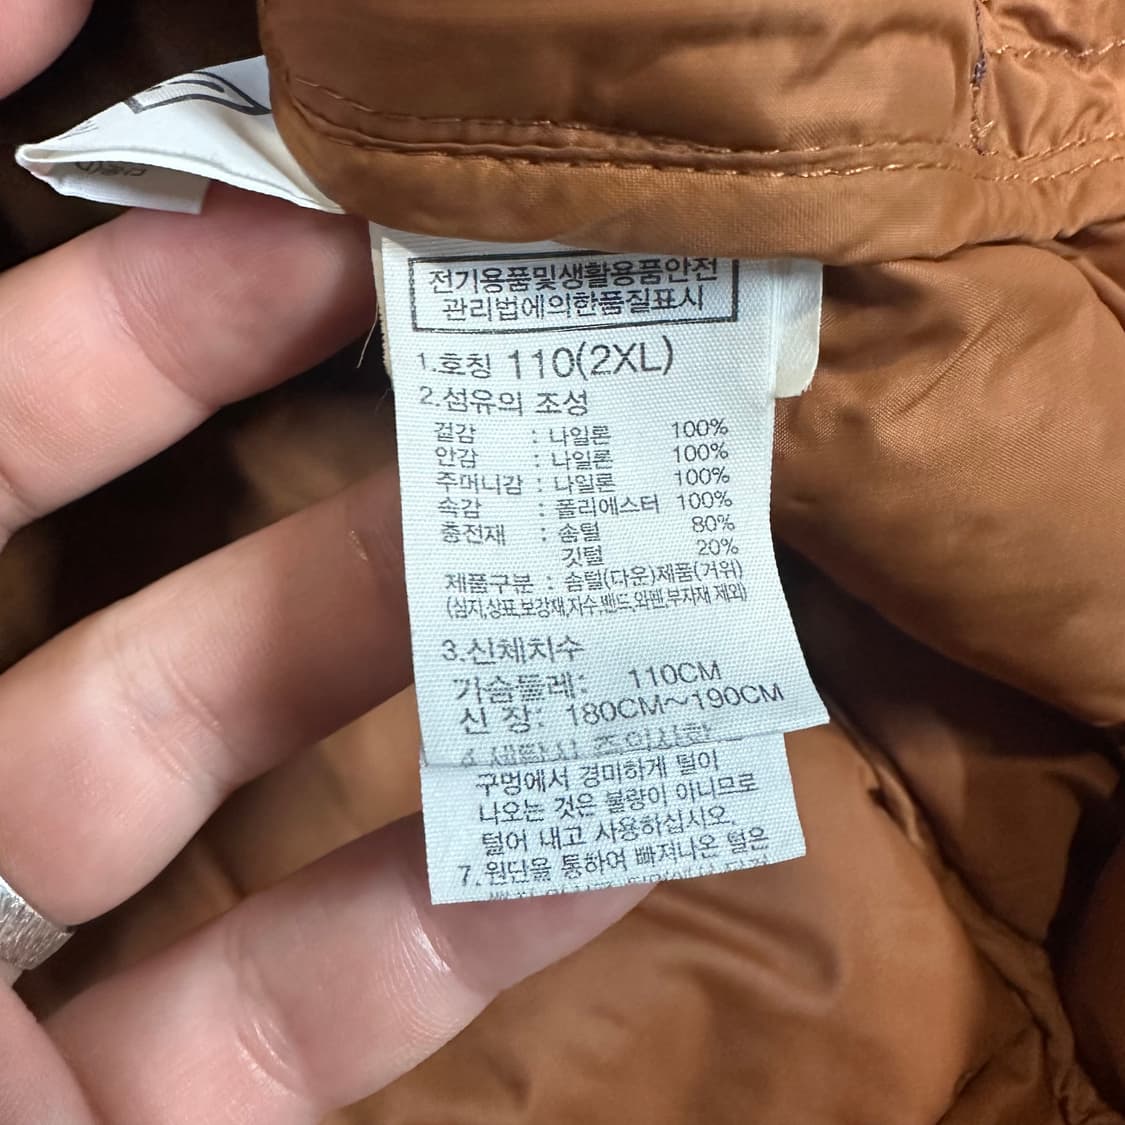 전기용품및생활용품안전
관리법에의한품질표시
1.호칭 110(2XL)
2.섬유의 조성
겉감 : 나일론 100%
안감 : 나일론 100%
주머니감 : 나일론 100%
속감 : 폴리에스터 100%
충전재 : 솜털 80%
깃털 20%
제품구분 : 솜털(다운)제품(거위)
(심지,상표,보강재,자수,밴드,와펜,부자재 제외)
3.신체치수
가슴둘레: 110CM
신 장: 180CM~190CM
구멍에서 경미하게 털이
나오는 것은 불량이 아니므로
털어 내고 사용하십시오.
7.원단을 통하여 빠져나온 털은